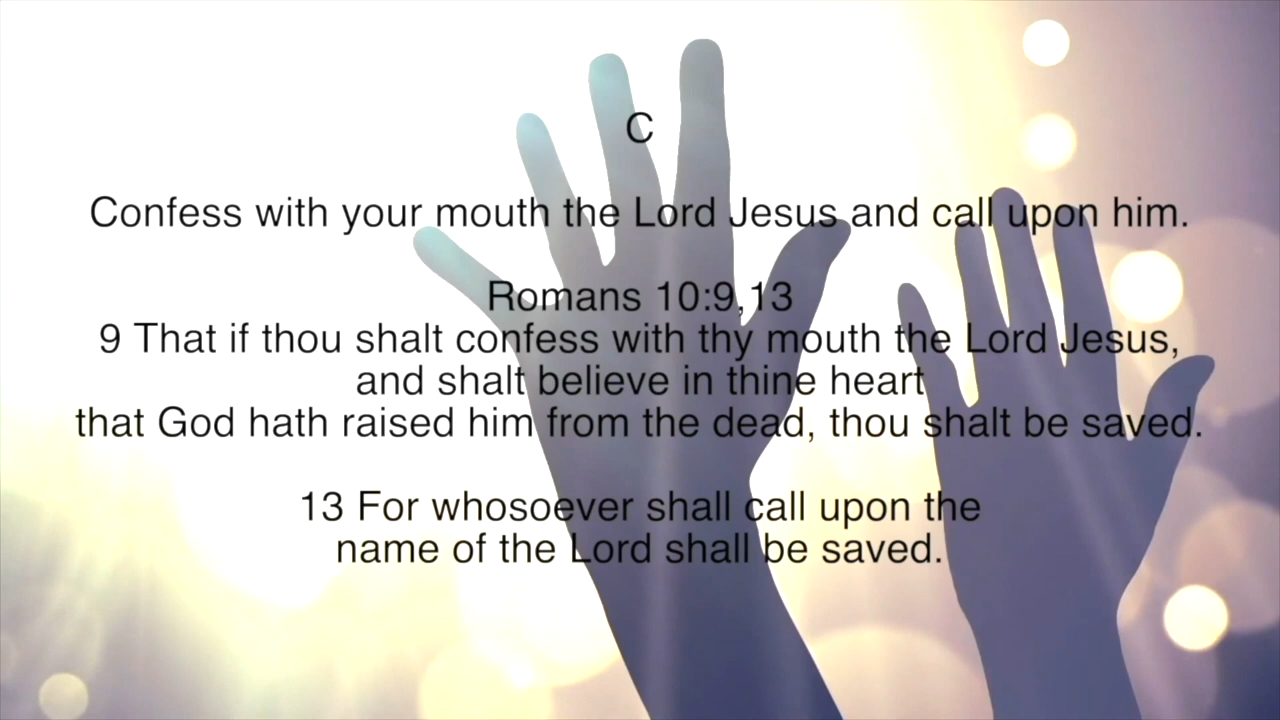 C
Confess with your mouth the Lord Jesus and call upon him.
Romans 10:9,13
9 That if thou shalt confess with thy mouth the Lord Jesus,
and shalt believe in thine heart
that God hath raised him from the dead, thou shalt be saved.
13 For whosoever shall call upon the
name of the Lord shall be saved.